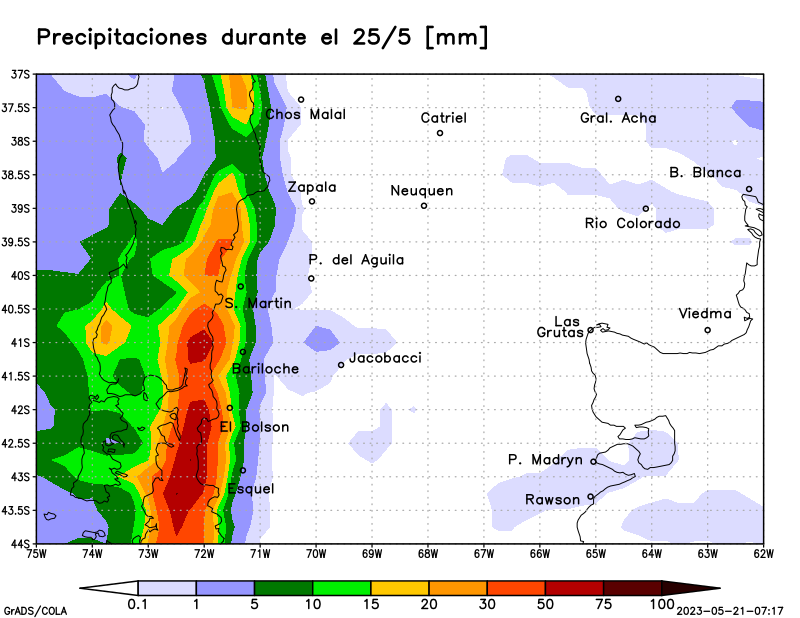 Precipitaciones durante el 25/5 [mm]
37S
Chos Malal
Gral. Acha
37.5S
Catriel
38S
B. Blanca
38.5S
Zapala
Neuquen
39S
Rio Colorado
39.5S
P. del Aguila
40S
S. Martin
40.5S
Viedma
Las
Grutas
41S
Jacobacci
Bariloche
41.5S
42S
El Bolson
42.5S
P. Madryn
43S
Esquel
Rawson
43.5S
44S
75W 74W 73W 72W 71W 70W 69W 68W 67W 66W 65W 64W 63W 62W
0.1 1 5 10 15 20 30 50 75 100
GrADS/COLA
2023-05-21-07:17